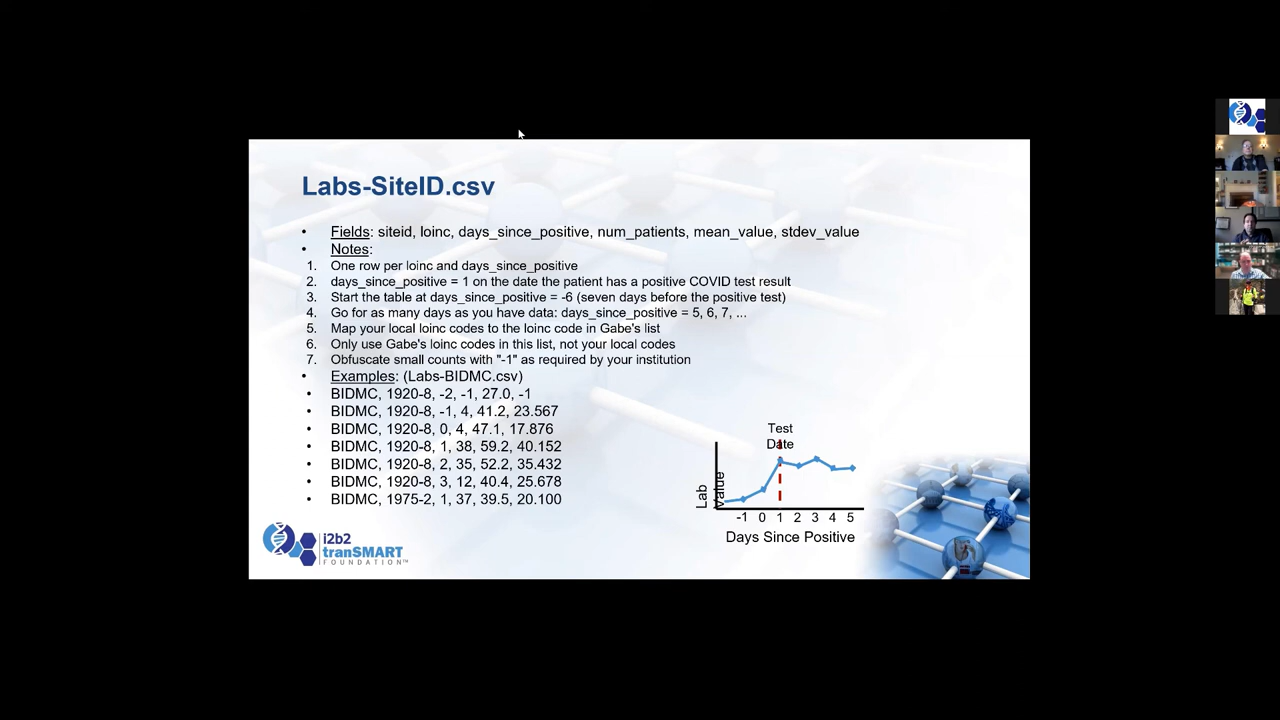 Labs-SiteID.csv
• Fields: siteid, loinc, days_since_positive, num_patients, mean_value, stdev_value
• Notes:
1. One row per loinc and days_since_positive
2. days_since_positive = 1 on the date the patient has a positive COVID test result
3. Start the table at days_since_positive = -6 (seven days before the positive test)
4. Go for as many days as you have data: days_since_positive = 5, 6, 7, ...
5. Map your local loinc codes to the loinc code in Gabe's list
6. Only use Gabe's loinc codes in this list, not your local codes
7. Obfuscate small counts with "-1" as required by your institution
• Examples: (Labs-BIDMC.csv)
• BIDMC, 1920-8, -2, -1, 27.0, -1
• BIDMC, 1920-8, -1, 4, 41.2, 23.567
• BIDMC, 1920-8, 0, 4, 47.1, 17.876
• BIDMC, 1920-8, 1, 38, 59.2, 40.152
• BIDMC, 1920-8, 2, 35, 52.2, 35.432
• BIDMC, 1920-8, 3, 12, 40.4, 25.678
• BIDMC, 1975-2, 1, 37, 39.5, 20.100
Test
Date
Lab
Value
-1 0 1 2 3 4 5
Days Since Positive
i2b2
tranSMART
FOUNDATION™